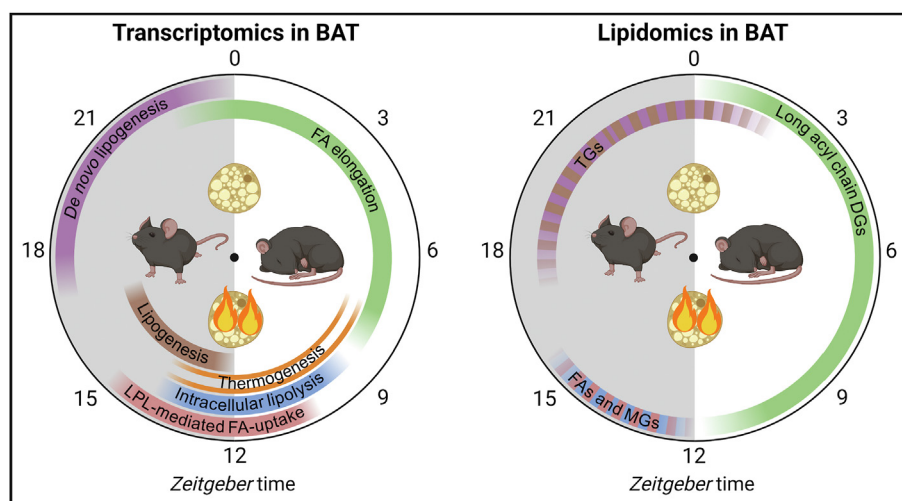 Transcriptomics in BAT
0
3
6
9
12
15
18
21
De novo lipogenesis
FA elongation
Lipogenesis
Thermogenesis
Intracellular lipolysis
LPL-mediated FA-uptake
Zeitgeber time
Lipidomics in BAT
0
3
6
9
12
15
18
21
TGs
Long acyl chain DGs
FAs and MGs
Zeitgeber time